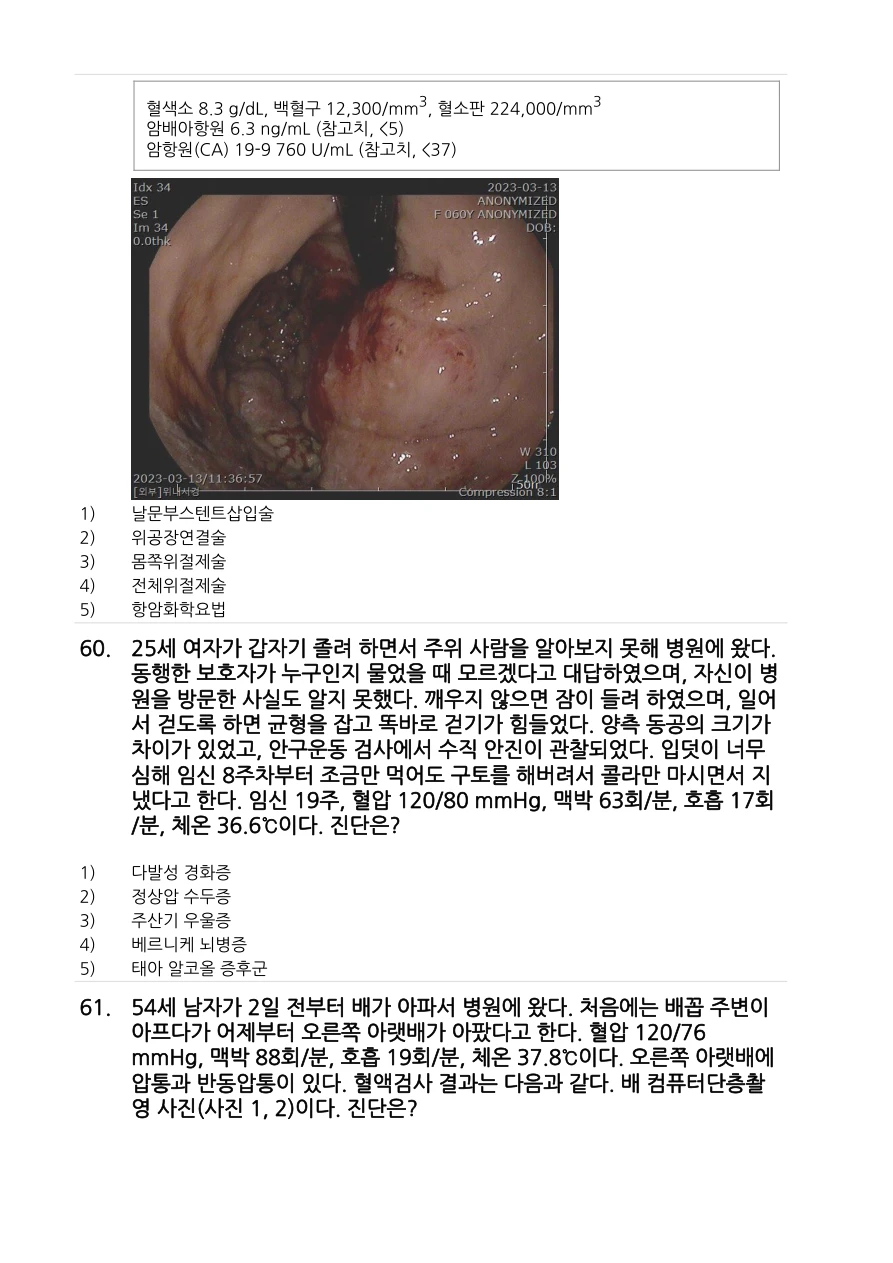 혈색소 8.3 g/dL, 백혈구 12,300/mm³, 혈소판 224,000/mm³
암배아항원 6.3 ng/mL (참고치, <5)
암항원(CA) 19-9 760 U/mL (참고치, <37)
Idx 34
2023-03-13
ES
ANONYMIZED
Se 1
F 060Y ANONYMIZED
Im 34
DOB:
0.0thk
W 310
L 103
2023-03-13/11:36:57
Z 100%
[외부]위내시경
Compression 8:1
1) 날문부스텐트삽입술
2) 위공장연결술
3) 몸쪽위절제술
4) 전체위절제술
5) 항암화학요법
60. 25세 여자가 갑자기 졸려 하면서 주위 사람을 알아보지 못해 병원에 왔다.
동행한 보호자가 누구인지 물었을 때 모르겠다고 대답하였으며, 자신이 병
원을 방문한 사실도 알지 못했다. 깨우지 않으면 잠이 들려 하였으며, 일어
서 걷도록 하면 균형을 잡고 똑바로 걷기가 힘들었다. 양측 동공의 크기가
차이가 있었고, 안구운동 검사에서 수직 안진이 관찰되었다. 입덧이 너무
심해 임신 8주차부터 조금만 먹어도 구토를 해버려서 콜라만 마시면서 지
냈다고 한다. 임신 19주, 혈압 120/80 mmHg, 맥박 63회/분, 호흡 17회
/분, 체온 36.6℃이다. 진단은?
1) 다발성 경화증
2) 정상압 수두증
3) 주산기 우울증
4) 베르니케 뇌병증
5) 태아 알코올 증후군
61. 54세 남자가 2일 전부터 배가 아파서 병원에 왔다. 처음에는 배꼽 주변이
아프다가 어제부터 오른쪽 아랫배가 아팠다고 한다. 혈압 120/76
mmHg, 맥박 88회/분, 호흡 19회/분, 체온 37.8℃이다. 오른쪽 아랫배에
압통과 반동압통이 있다. 혈액검사 결과는 다음과 같다. 배 컴퓨터단층촬
영 사진(사진 1, 2)이다. 진단은?